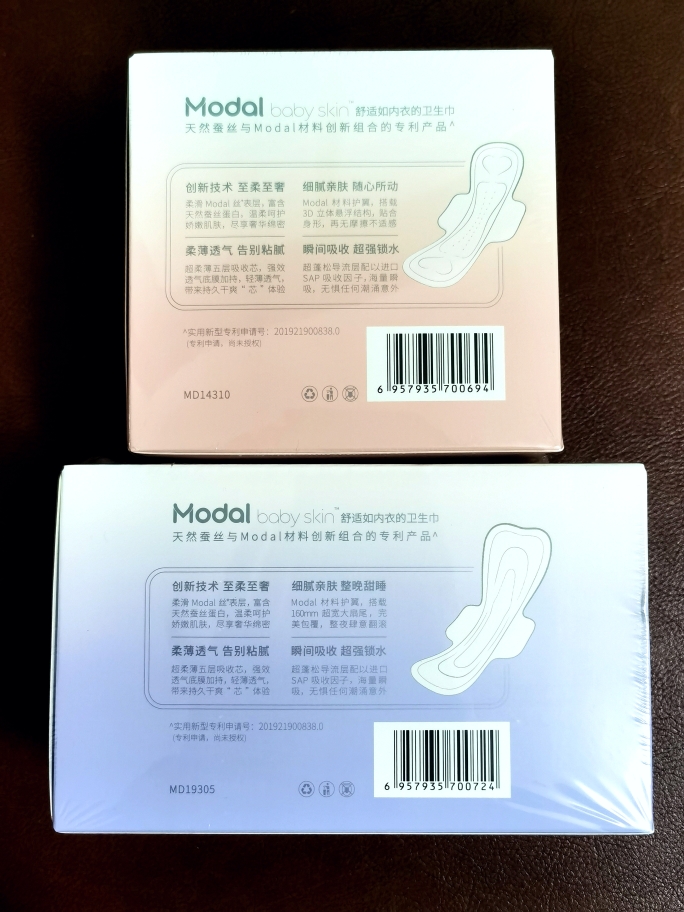 Modal baby skin™ 舒适如内衣的卫生巾
天然蚕丝与Modal材料创新组合的专利产品^
创新技术 至柔至奢
柔滑 Modal 丝"表层，富含
天然蚕丝蛋白，温柔呵护
娇嫩肌肤，尽享奢华绵密
细腻亲肤 随心所动
Modal 材料护翼，搭载
3D 立体悬浮结构，贴合
身形，再无摩擦不适感
柔薄透气 告别粘腻
超柔薄五层吸收芯，强效
透气底膜加持，轻薄透气，
带来持久干爽“芯”体验
瞬间吸收 超强锁水
超蓬松导流层配以进口
SAP 吸收因子，海量瞬
吸，无惧任何潮涌意外
^实用新型专利申请号：201921900838.0
(专利申请，尚未授权)
MD14310
6 957935 700694
Modal baby skin™ 舒适如内衣的卫生巾
天然蚕丝与Modal材料创新组合的专利产品^
创新技术 至柔至奢
柔滑 Modal 丝"表层，富含
天然蚕丝蛋白，温柔呵护
娇嫩肌肤，尽享奢华绵密
细腻亲肤 整晚甜睡
Modal 材料护翼，搭载
160mm 超宽大扇尾，完
美包覆，整夜肆意翻滚
柔薄透气 告别粘腻
超柔薄五层吸收芯，强效
透气底膜加持，轻薄透气，
带来持久干爽“芯”体验
瞬间吸收 超强锁水
超蓬松导流层配以进口
SAP 吸收因子，海量瞬
吸，无惧任何潮涌意外
^实用新型专利申请号：201921900838.0
(专利申请，尚未授权)
MD19305
6 957935 700724